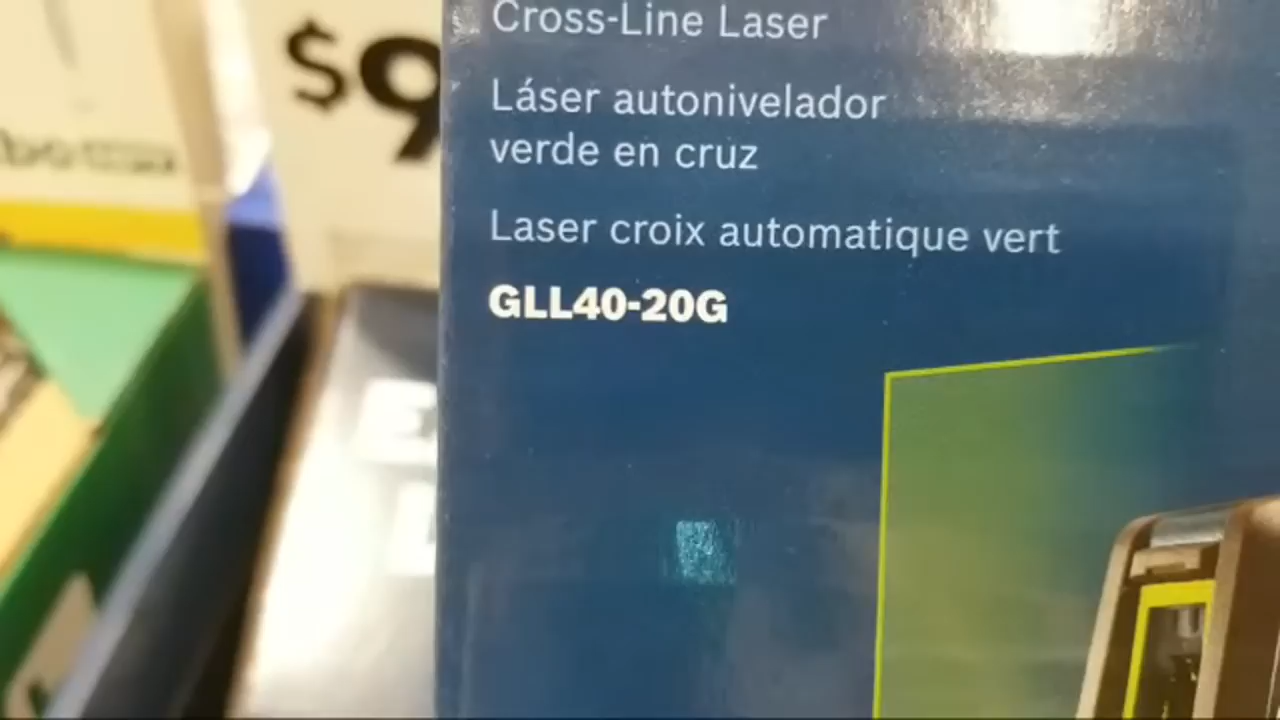 $9
Cross-Line Laser
Láser autonivelador
verde en cruz
Laser croix automatique vert
GLL40-20G